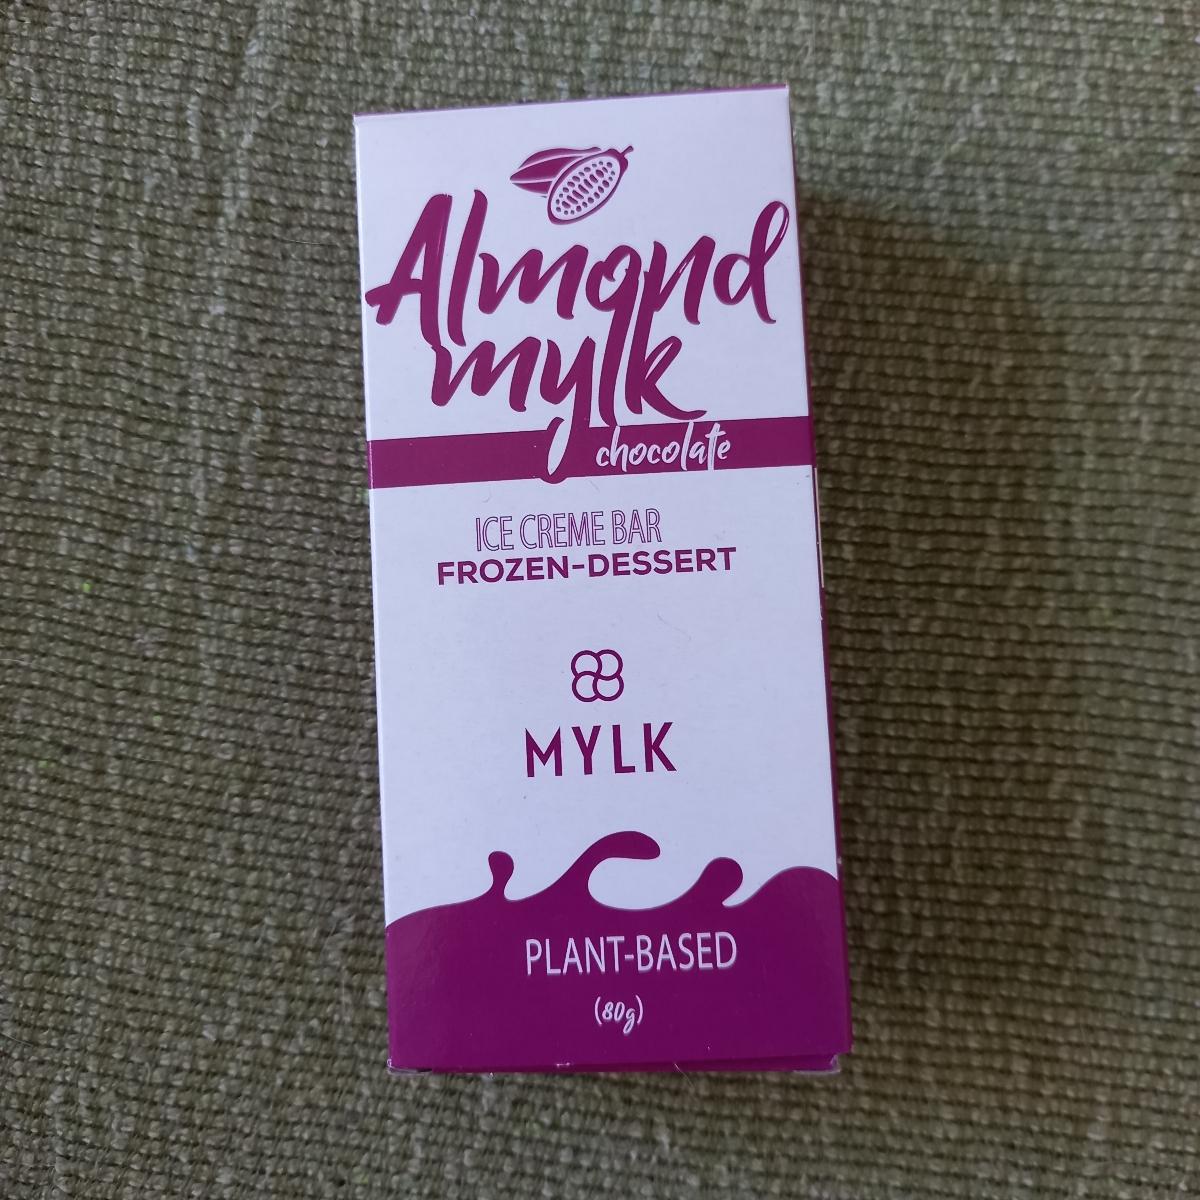 Almond
mylk
chocolate
ICE CREME BAR
FROZEN-DESSERT
MYLK
PLANT-BASED
(80g)